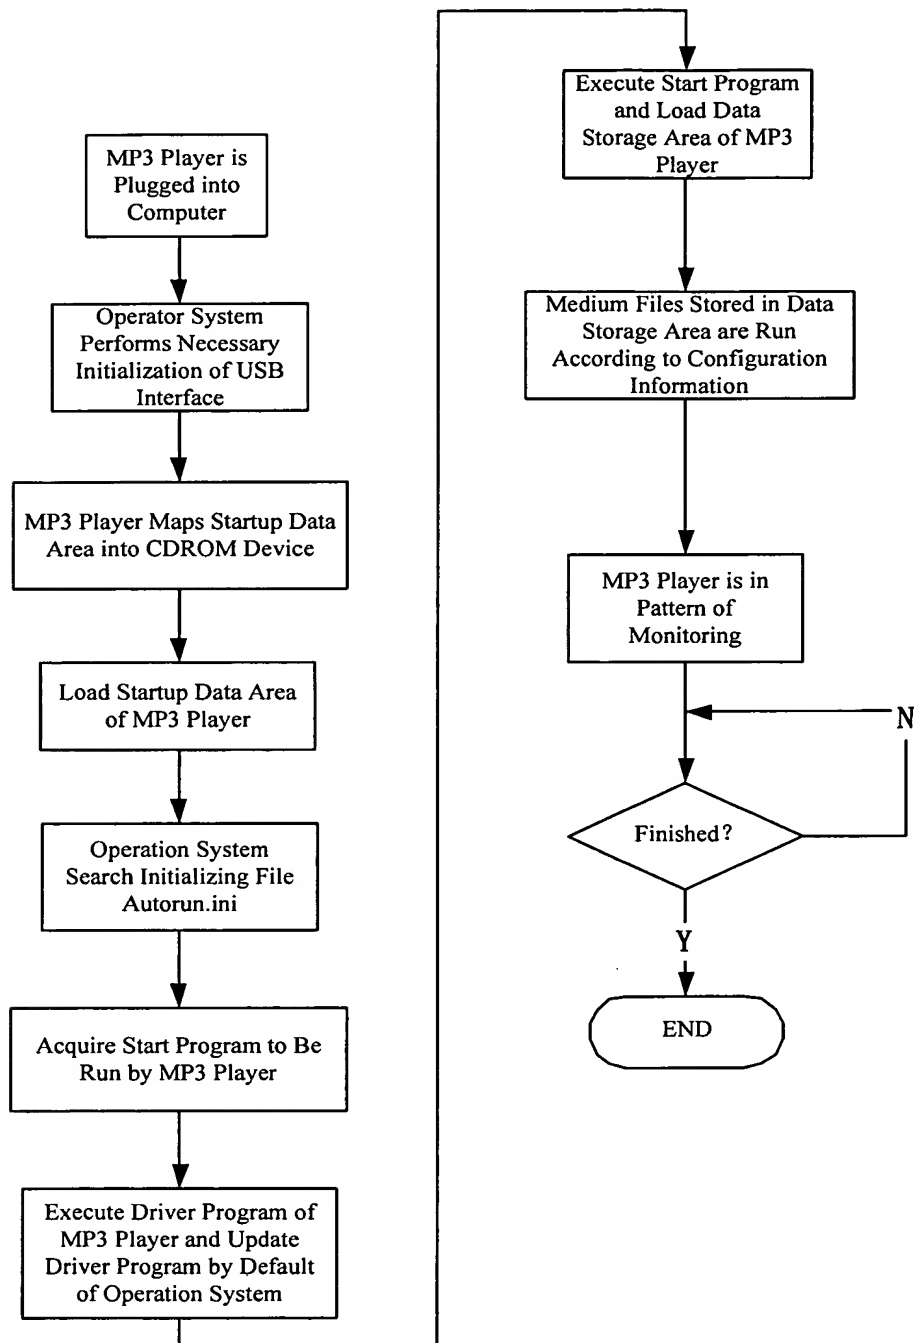 MP3 Player is
Plugged into
Computer
Operator System
Performs Necessary
Initialization of USB
Interface
MP3 Player Maps Startup Data
Area into CDROM Device
Load Startup Data Area
of MP3 Player
Operation System
Search Initializing File
Autorun.ini
Acquire Start Program to Be
Run by MP3 Player
Execute Driver Program of
MP3 Player and Update
Driver Program by Default
of Operation System
Execute Start Program
and Load Data
Storage Area of MP3
Player
Medium Files Stored in Data
Storage Area are Run
According to Configuration
Information
MP3 Player is in
Pattern of
Monitoring
N
Finished?
Y
END